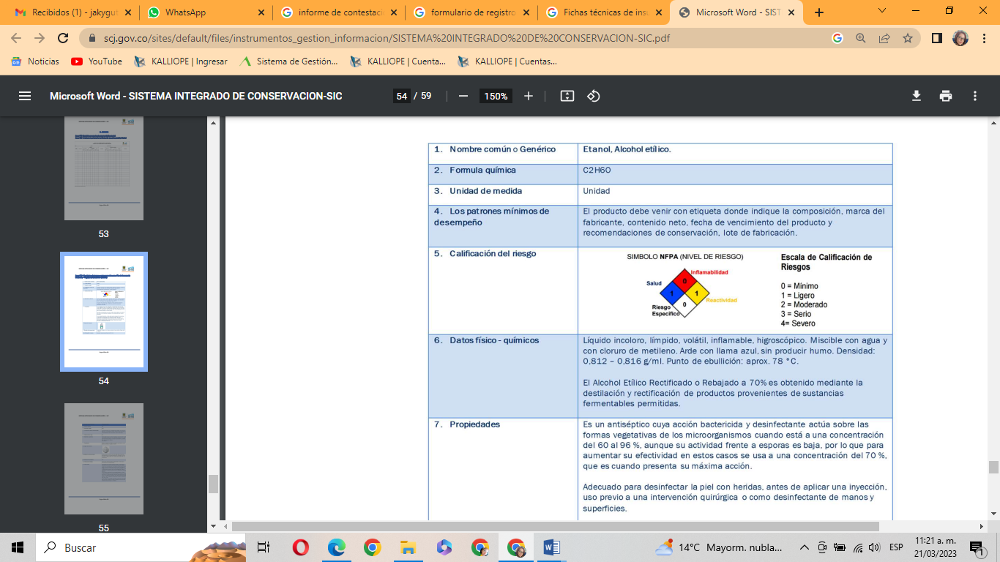 Recibidos (1) - jakygut
WhatsApp
informe de contestaci
formulario de registro
Fichas técnicas de insu
Microsoft Word - SIST
scj.gov.co/sites/default/files/instrumentos_gestion_informacion/SISTEMA%20INTEGRADO%20DE%20CONSERVACION-SIC.pdf
Noticias
YouTube
KALLIOPE | Ingresar
Sistema de Gestión...
KALLIOPE | Cuenta...
KALLIOPE | Cuentas...
Microsoft Word - SISTEMA INTEGRADO DE CONSERVACION-SIC
54 / 59
150%
53
54
55
1. Nombre común o Genérico
Etanol, Alcohol etílico.
2. Formula química
C2H6O
3. Unidad de medida
Unidad
4. Los patrones mínimos de
desempeño
El producto debe venir con etiqueta donde indique la composición, marca del
fabricante, contenido neto, fecha de vencimiento del producto y
recomendaciones de conservación, lote de fabricación.
5. Calificación del riesgo
SIMBOLO NFPA (NIVEL DE RIESGO)
Inflamabilidad
0
Salud
1
1
Reactividad
Riesgo
Especifico
0
Escala de Calificación de
Riesgos
0 = Mínimo
1 = Ligero
2 = Moderado
3 = Serio
4= Severo
6. Datos físico - químicos
Líquido incoloro, límpido, volátil, inflamable, higroscópico. Miscible con agua y
con cloruro de metileno. Arde con llama azul, sin producir humo. Densidad:
0,812 – 0,816 g/ml. Punto de ebullición: aprox. 78 °C.
El Alcohol Etílico Rectificado o Rebajado a 70% es obtenido mediante la
destilación y rectificación de productos provenientes de sustancias
fermentables permitidas.
7. Propiedades
Es un antiséptico cuya acción bactericida y desinfectante actúa sobre las
formas vegetativas de los microorganismos cuando está a una concentración
del 60 al 96 %, aunque su actividad frente a esporas es baja, por lo que para
aumentar su efectividad en estos casos se usa a una concentración del 70 %,
que es cuando presenta su máxima acción.
Adecuado para desinfectar la piel con heridas, antes de aplicar una inyección,
uso previo a una intervención quirúrgica o como desinfectante de manos y
superficies.
Buscar
14°C Mayorm. nubla...
ESP
11:21 a. m.
21/03/2023
1